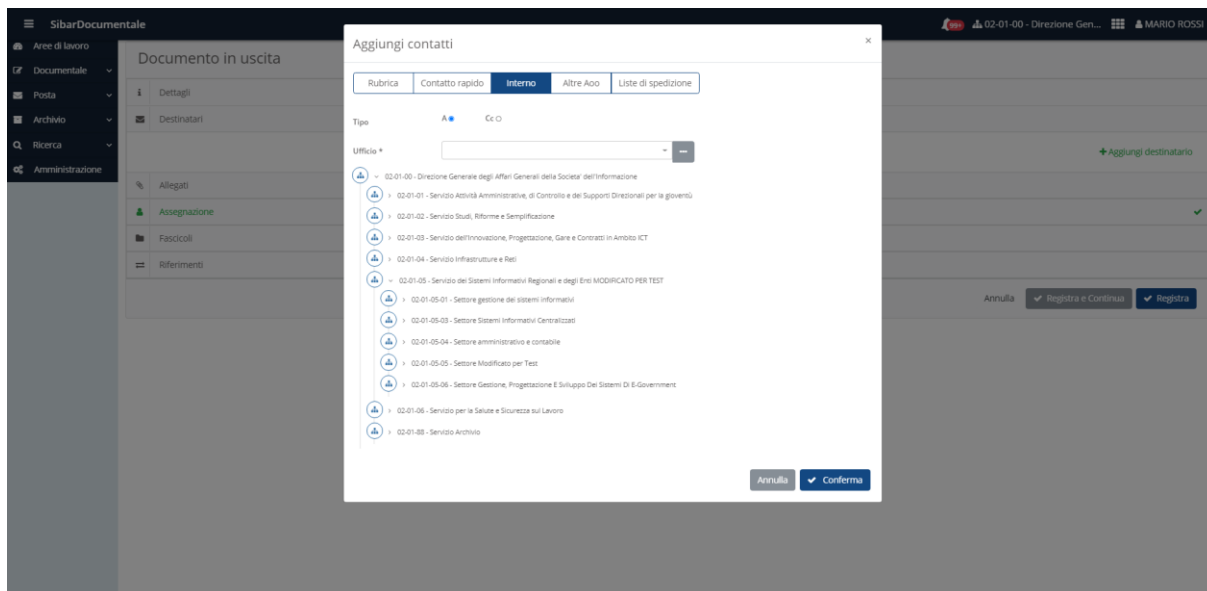 SibarDocumentale
99+ 02-01-00 - Direzione Gen... MARIO ROSSI
Aree di lavoro
Documentale
Posta
Archivio
Ricerca
Amministrazione
Documento in uscita
Dettagli
Destinatari
Aggiungi destinatario
Allegati
Assegnazione
Fascicoli
Riferimenti
Annulla Registra e Continua Registra
Aggiungi contatti ×
Rubrica Contatto rapido Interno Altre Aoo Liste di spedizione
Tipo A Cc
Ufficio *
02-01-00 - Direzione Generale degli Affari Generali della Societa' dell'Informazione
02-01-01 - Servizio Attività Amministrative, di Controllo e dei Supporti Direzionali per la gioventù
02-01-02 - Servizio Studi, Riforme e Semplificazione
02-01-03 - Servizio dell'Innovazione, Progettazione, Gare e Contratti in Ambito ICT
02-01-04 - Servizio Infrastrutture e Reti
02-01-05 - Servizio dei Sistemi Informativi Regionali e degli Enti MODIFICATO PER TEST
02-01-05-01 - Settore gestione dei sistemi informativi
02-01-05-03 - Settore Sistemi Informativi Centralizzati
02-01-05-04 - Settore amministrativo e contabile
02-01-05-05 - Settore Modificato per Test
02-01-05-06 - Settore Gestione, Progettazione E Sviluppo Dei Sistemi Di E-Government
02-01-06 - Servizio per la Salute e Sicurezza sul Lavoro
02-01-88 - Servizio Archivio
Annulla Conferma